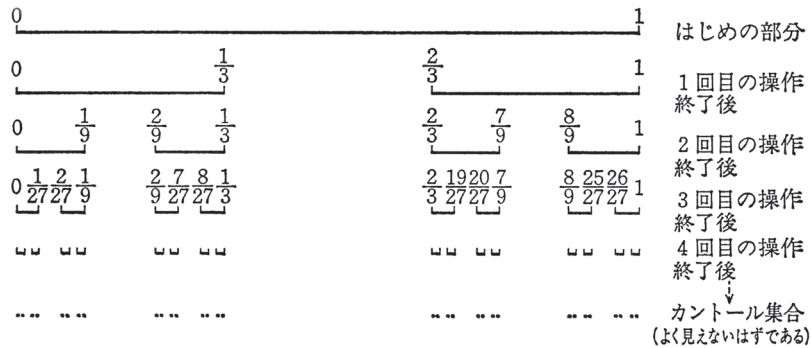 0 1 はじめの部分
0 1/3 2/3 1 1回目の操作
終了後
0 1/9 2/9 1/3 2/3 7/9 8/9 1 2回目の操作
終了後
0 1/27 2/27 1/9 2/9 7/27 8/27 1/3 2/3 19/27 20/27 7/9 8/9 25/27 26/27 1 3回目の操作
終了後
4回目の操作
終了後
カントール集合
(よく見えないはずである)